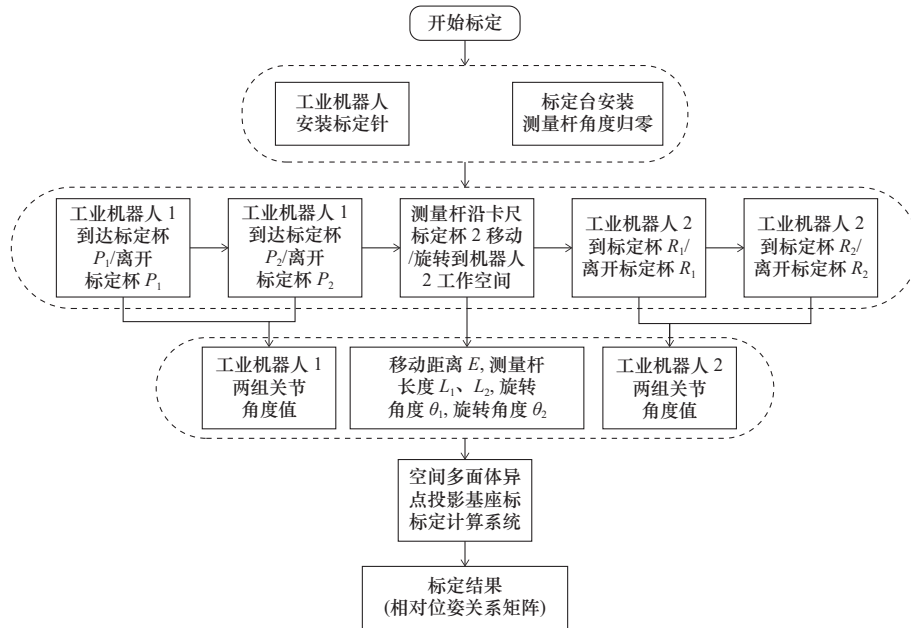 开始标定
工业机器人
安装标定针
标定台安装
测量杆角度归零
工业机器人 1
到达标定杯
P₁/离开
标定杯 P₁
工业机器人 1
到达标定杯
P₂/离开
标定杯 P₂
测量杆沿卡尺
标定杯 2 移动
/旋转到机器人
2 工作空间
工业机器人 2
到标定杯 R₁/
离开标定杯 R₁
工业机器人 2
到标定杯 R₂/
离开标定杯 R₂
工业机器人 1
两组关节
角度值
移动距离 E, 测量杆
长度 L₁、L₂, 旋转
角度 θ₁, 旋转角度 θ₂
工业机器人 2
两组关节
角度值
空间多面体异
点投影基座标
标定计算系统
标定结果
(相对位姿关系矩阵)